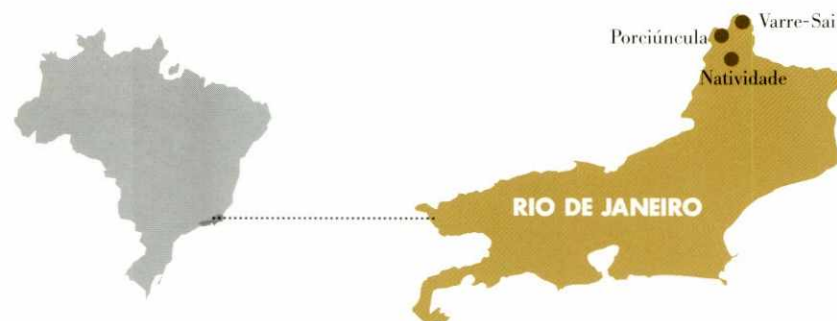 Varre-Sai
Porciúncula
Natividade
RIO DE JANEIRO